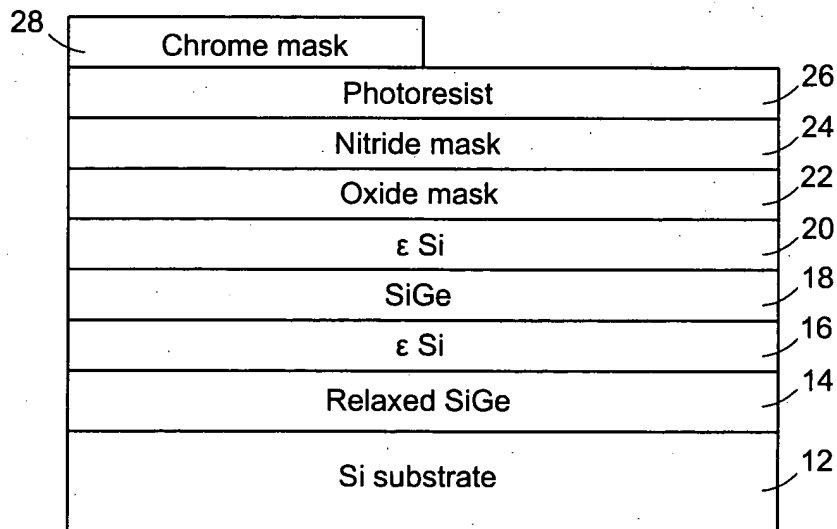 28
Chrome mask
Photoresist
26
Nitride mask
24
Oxide mask
22
ε Si
20
SiGe
18
ε Si
16
Relaxed SiGe
14
Si substrate
12